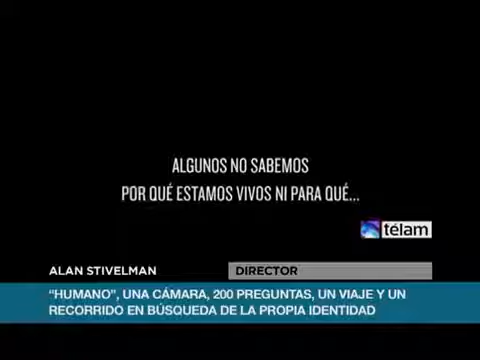 ALGUNOS NO SABEMOS
POR QUÉ ESTAMOS VIVOS NI PARA QUÉ...
télam
ALAN STIVELMAN
DIRECTOR
“HUMANO”, UNA CÁMARA, 200 PREGUNTAS, UN VIAJE Y UN
RECORRIDO EN BÚSQUEDA DE LA PROPIA IDENTIDAD